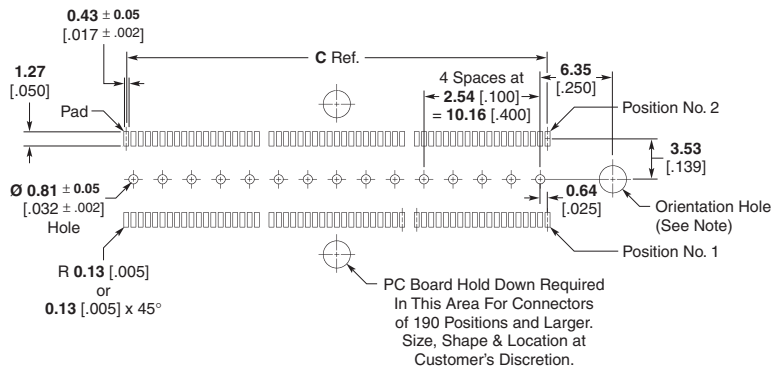 0.43 ± 0.05
[.017 ± .002]
C Ref.
1.27
[.050]
4 Spaces at
2.54 [.100]
= 10.16 [.400]
6.35
[.250]
Pad
Position No. 2
3.53
[.139]
Ø 0.81 ± 0.05
[.032 ± .002]
Hole
0.64
[.025]
Orientation Hole
(See Note)
Position No. 1
R 0.13 [.005]
or
0.13 [.005] x 45°
PC Board Hold Down Required
In This Area For Connectors
of 190 Positions and Larger.
Size, Shape & Location at
Customer's Discretion.